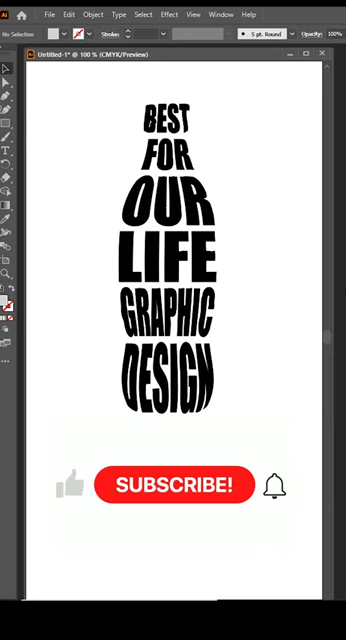 Ai File Edit Object Type Select Effect View Window Help
No Selection Stroke: 5 pt. Round Opacity: 100%
Ai Untitled-1* @ 100 % (CMYK/Preview)
BEST
FOR
OUR
LIFE
GRAPHIC
DESIGN
SUBSCRIBE!